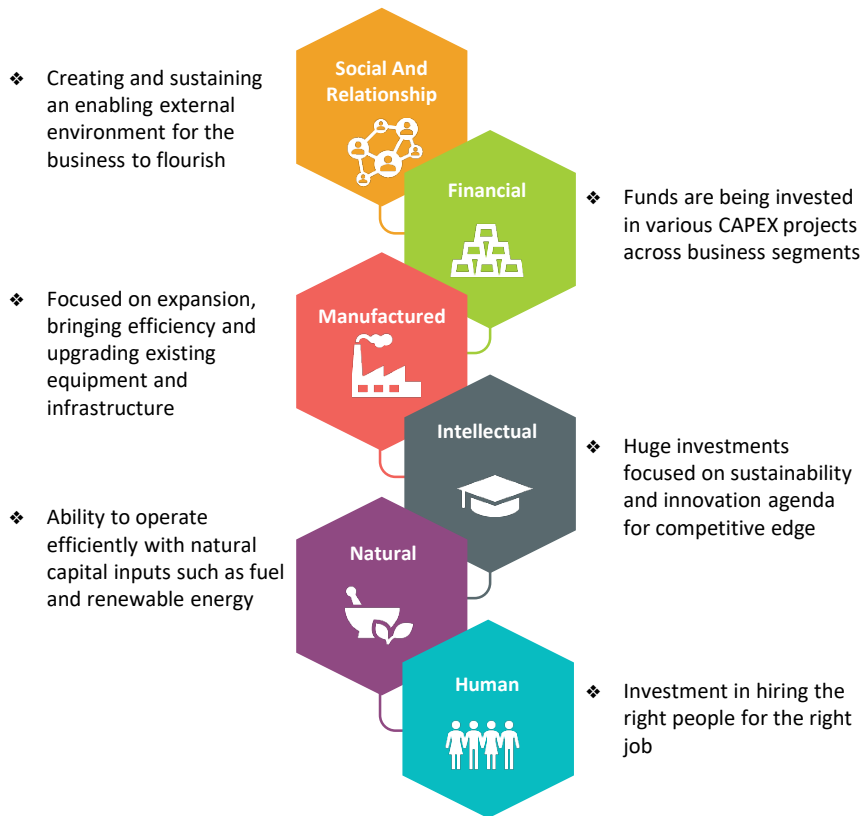 Social And
Relationship
❖ Creating and sustaining
an enabling external
environment for the
business to flourish
Financial
❖ Funds are being invested
in various CAPEX projects
across business segments
Manufactured
❖ Focused on expansion,
bringing efficiency and
upgrading existing
equipment and
infrastructure
Intellectual
❖ Huge investments
focused on sustainability
and innovation agenda
for competitive edge
Natural
❖ Ability to operate
efficiently with natural
capital inputs such as fuel
and renewable energy
Human
❖ Investment in hiring the
right people for the right
job